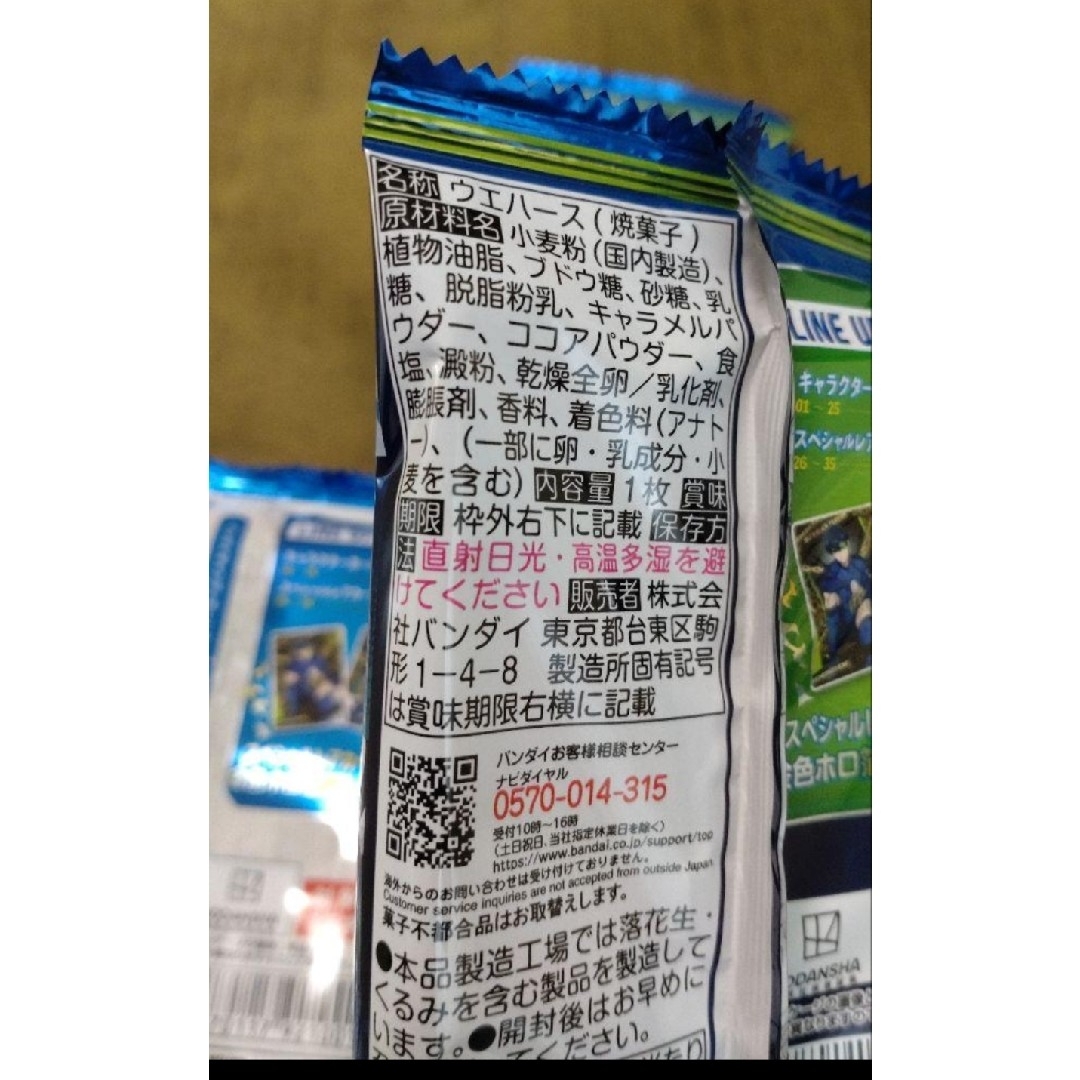 名称 ウエハース(焼菓子)
原材料名 小麦粉(国内製造)、
植物油脂、ブドウ糖、砂糖、乳
糖、脱脂粉乳、キャラメルパ
ウダー、ココアパウダー、食
塩、澱粉、乾燥全卵／乳化剤、
膨脹剤、香料、着色料(アナト
ー)、(一部に卵・乳成分・小
麦を含む) 内容量 1枚 賞味
期限 枠外右下に記載 保存方
法 直射日光・高温多湿を避
けてください 販売者 株式会
社バンダイ 東京都台東区駒
形1-4-8 製造所固有記号
は賞味期限右横に記載
バンダイお客様相談センター
ナビダイヤル
0570-014-315
受付10時～16時
(土日祝日、当社指定休業日を除く)
https://www.bandai.co.jp/support/top
海外からのお問い合わせは受け付けておりません。
Customer service inquiries are not accepted from outside Japan.
菓子不都合品はお取替えします。
●本品製造工場では落花生・
くるみを含む製品を製造して
います。●開封後はお早めに
てください。
LINE U
キャラクター
01～25
スペシャルレア
26～35
スペシャルレ
金色ホロ
ODANSHA